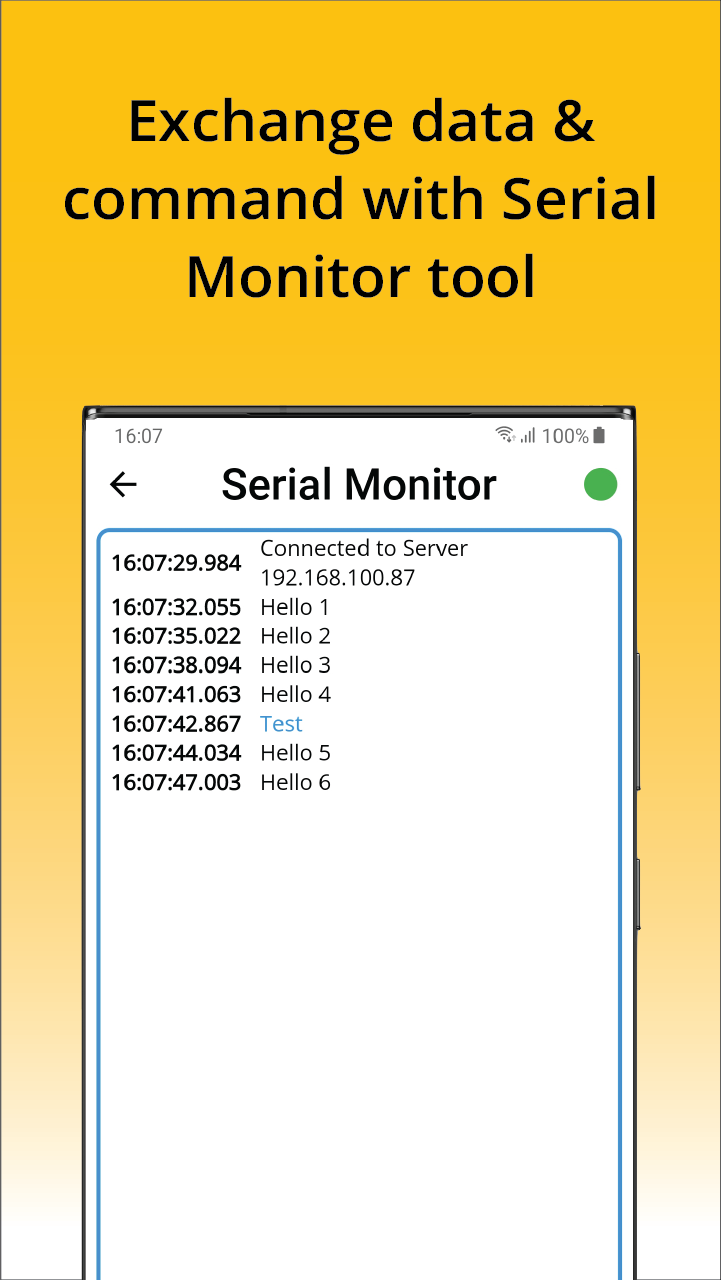 Exchange data &
command with Serial
Monitor tool
16:07 100%
Serial Monitor
16:07:29.984 Connected to Server
192.168.100.87
16:07:32.055 Hello 1
16:07:35.022 Hello 2
16:07:38.094 Hello 3
16:07:41.063 Hello 4
16:07:42.867 Test
16:07:44.034 Hello 5
16:07:47.003 Hello 6